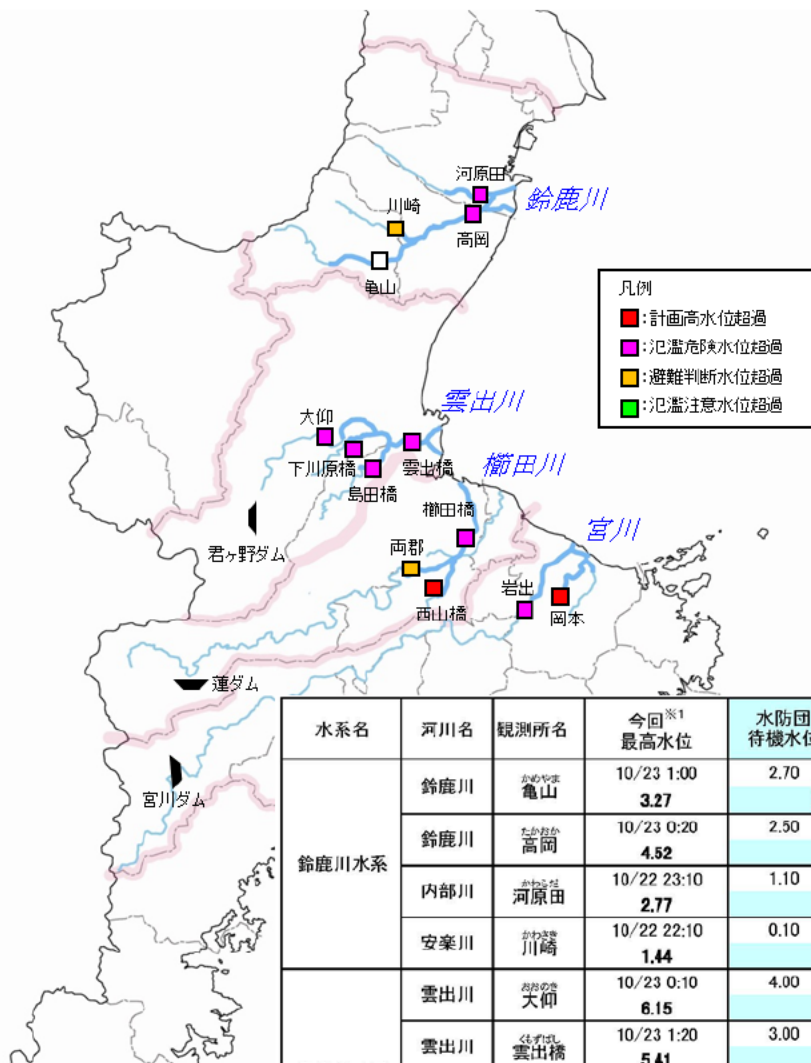 河原田
鈴鹿川
川崎
高岡
亀山
凡例
:計画高水位超過
:氾濫危険水位超過
:避難判断水位超過
:氾濫注意水位超過
雲出川
大仰
下川原橋
雲出橋
島田橋
櫛田川
櫛田橋
君ヶ野ダム
両郡
宮川
西山橋
岩出
岡本
蓮ダム
宮川ダム
水系名 河川名 観測所名 今回※1 最高水位 水防団 待機水位
鈴鹿川水系
鈴鹿川 かめやま 亀山 10/23 1:00 3.27 2.70
鈴鹿川 たかおか 高岡 10/23 0:20 4.52 2.50
内部川 かわらだ 河原田 10/22 23:10 2.77 1.10
安楽川 かわさき 川崎 10/22 22:10 1.44 0.10
雲出川 おおのき 大仰 10/23 0:10 6.15 4.00
雲出川 くもずばし 雲出橋 10/23 1:20 5.41 3.00